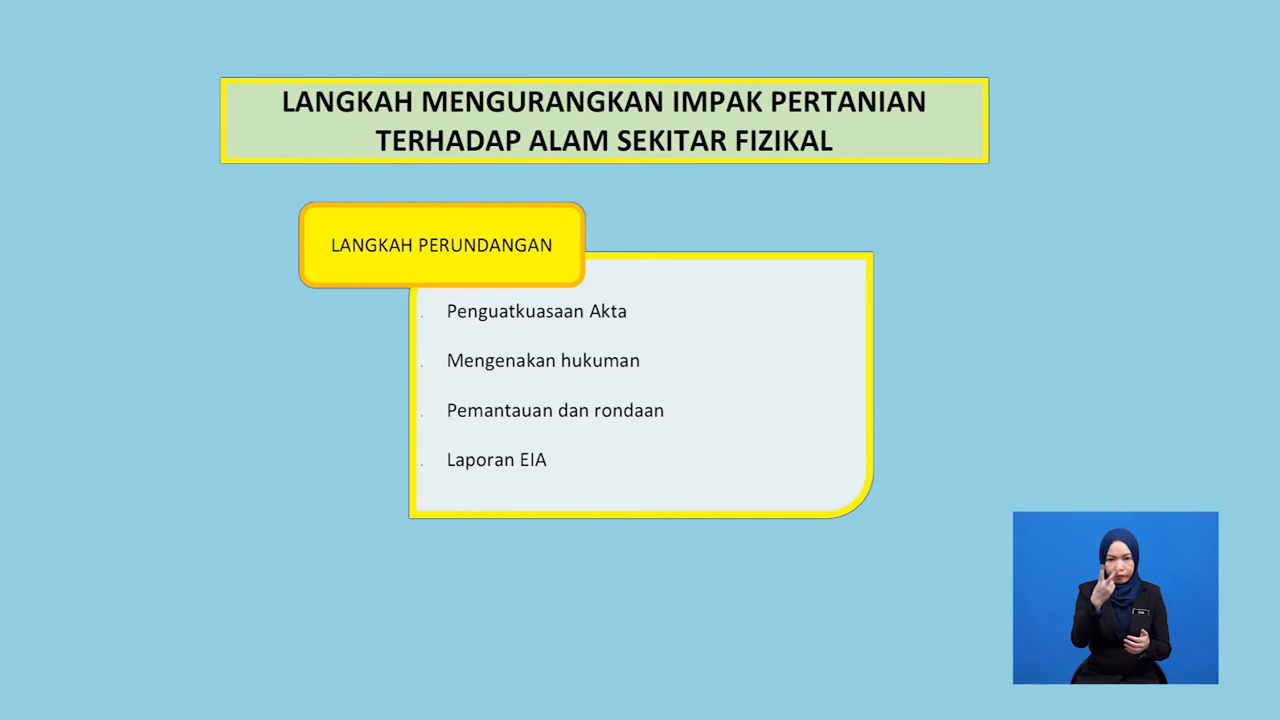 LANGKAH MENGURANGKAN IMPAK PERTANIAN
TERHADAP ALAM SEKITAR FIZIKAL
LANGKAH PERUNDANGAN
Penguatkuasaan Akta
Mengenakan hukuman
Pemantauan dan rondaan
Laporan EIA